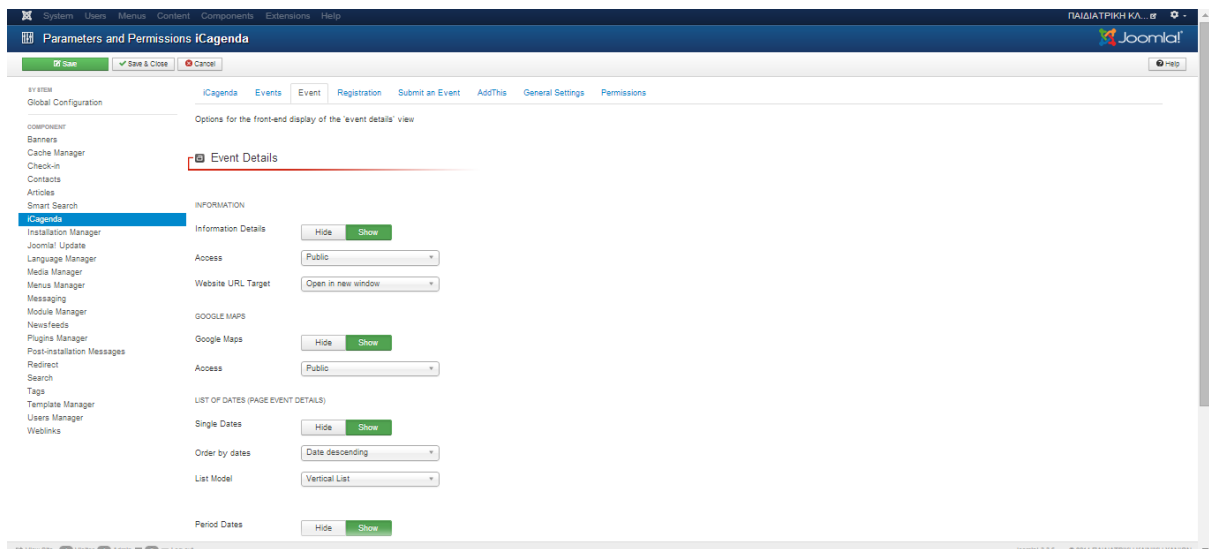 System Users Menus Content Components Extensions Help ΠΑΙΔΙΑΤΡΙΚΗ ΚΛ...
Parameters and Permissions iCagenda Joomla!
Save Save & Close Cancel Help
SYSTEM
Global Configuration
COMPONENT
Banners
Cache Manager
Check-in
Contacts
Articles
Smart Search
iCagenda
Installation Manager
Joomla! Update
Language Manager
Media Manager
Menus Manager
Messaging
Module Manager
Newsfeeds
Plugins Manager
Post-installation Messages
Redirect
Search
Tags
Template Manager
Users Manager
Weblinks
iCagenda Events Event Registration Submit an Event AddThis General Settings Permissions
Options for the front-end display of the 'event details' view
Event Details
INFORMATION
Information Details Hide Show
Access Public
Website URL Target Open in new window
GOOGLE MAPS
Google Maps Hide Show
Access Public
LIST OF DATES (PAGE EVENT DETAILS)
Single Dates Hide Show
Order by dates Date descending
List Model Vertical List
Period Dates Hide Show